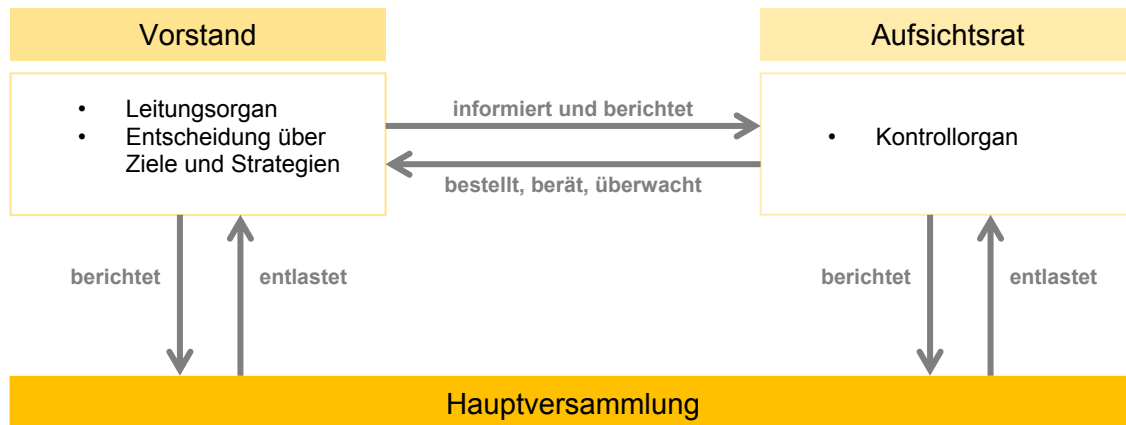 Vorstand
Aufsichtsrat
• Leitungsorgan
• Entscheidung über
Ziele und Strategien
informiert und berichtet
bestellt, berät, überwacht
• Kontrollorgan
berichtet
entlastet
berichtet
entlastet
Hauptversammlung